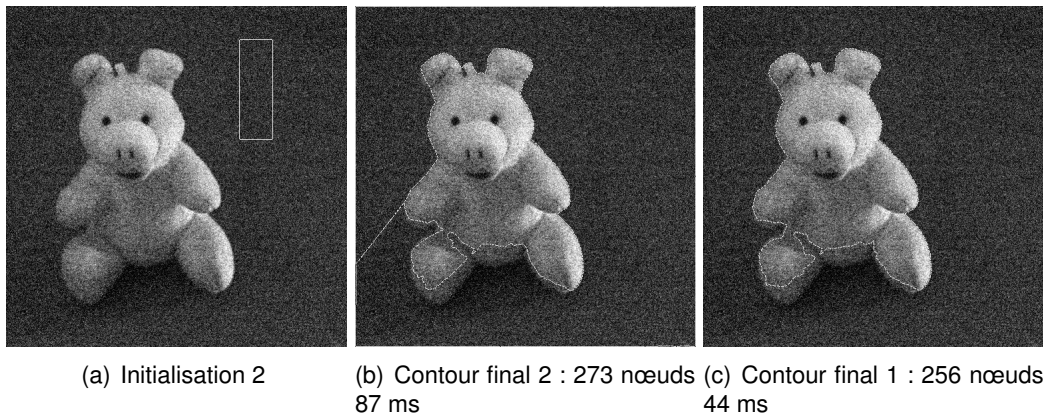 (a) Initialisation 2
(b) Contour final 2 : 273 nœuds
87 ms
(c) Contour final 1 : 256 nœuds
44 ms